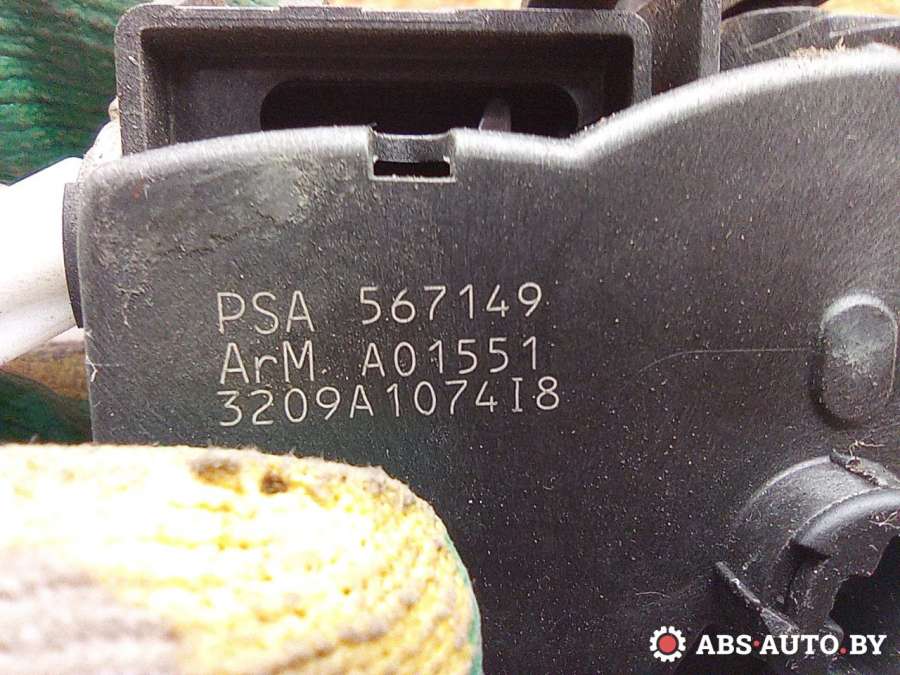 PSA 567149
ArM A01551
3209A1074I8
ABS·AUTO.BY